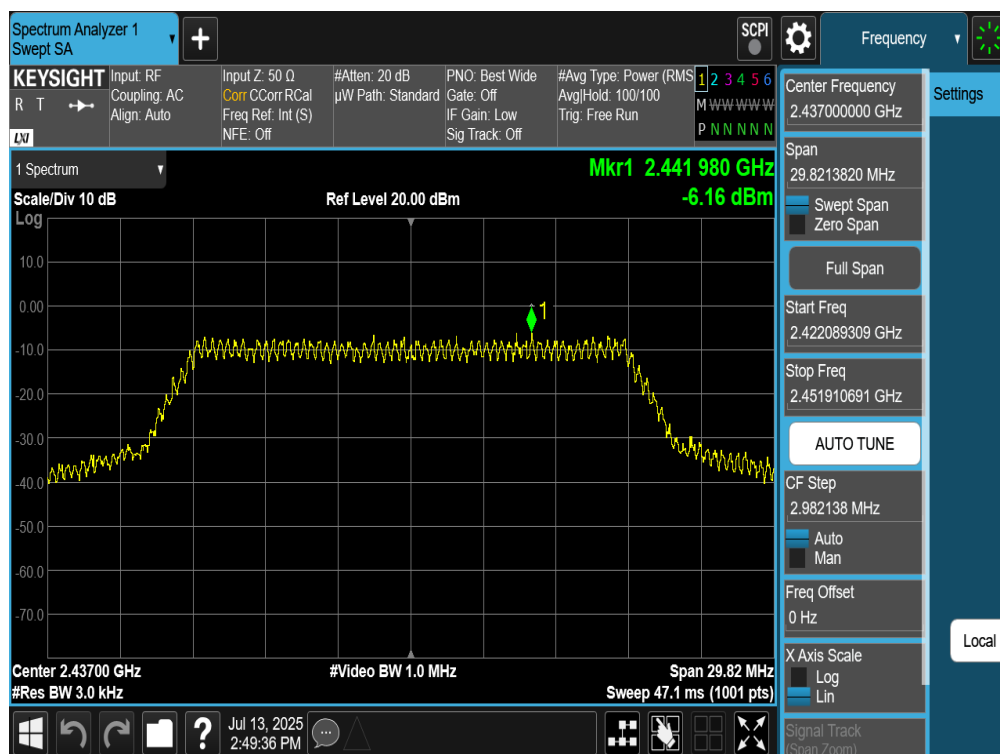 Spectrum Analyzer 1
Swept SA
+
SCPI
Frequency
KEYSIGHT
R T
LXI
Input: RF
Coupling: AC
Align: Auto
Input Z: 50 Ω
Corr CCorr RCal
Freq Ref: Int (S)
NFE: Off
#Atten: 20 dB
µW Path: Standard
PNO: Best Wide
Gate: Off
IF Gain: Low
Sig Track: Off
#Avg Type: Power (RMS
Avg|Hold: 100/100
Trig: Free Run
1 2 3 4 5 6
M W W W W W
P N N N N N
1 Spectrum
Mkr1 2.441 980 GHz
Scale/Div 10 dB
Ref Level 20.00 dBm
-6.16 dBm
Log
10.0
0.00
1
-10.0
-20.0
-30.0
-40.0
-50.0
-60.0
-70.0
Center 2.43700 GHz
#Video BW 1.0 MHz
Span 29.82 MHz
#Res BW 3.0 kHz
Sweep 47.1 ms (1001 pts)
?
Jul 13, 2025
2:49:36 PM
Center Frequency
2.437000000 GHz
Settings
Span
29.8213820 MHz
Swept Span
Zero Span
Full Span
Start Freq
2.422089309 GHz
Stop Freq
2.451910691 GHz
AUTO TUNE
CF Step
2.982138 MHz
Auto
Man
Freq Offset
0 Hz
Local
X Axis Scale
Log
Lin
Signal Track
(Span Zoom)